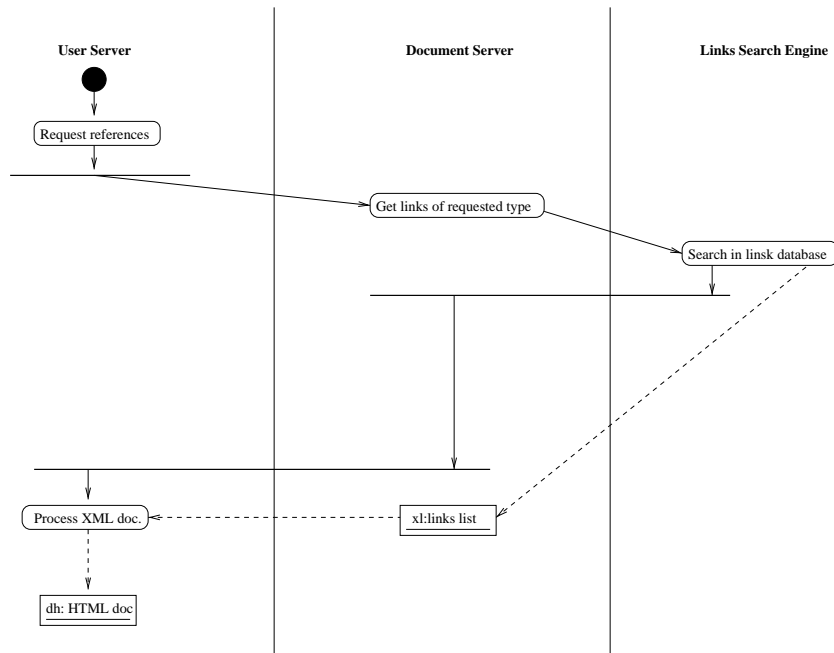 User Server
Document Server
Links Search Engine
Request references
Get links of requested type
Search in linsk database
Process XML doc.
xl:links list
dh: HTML doc